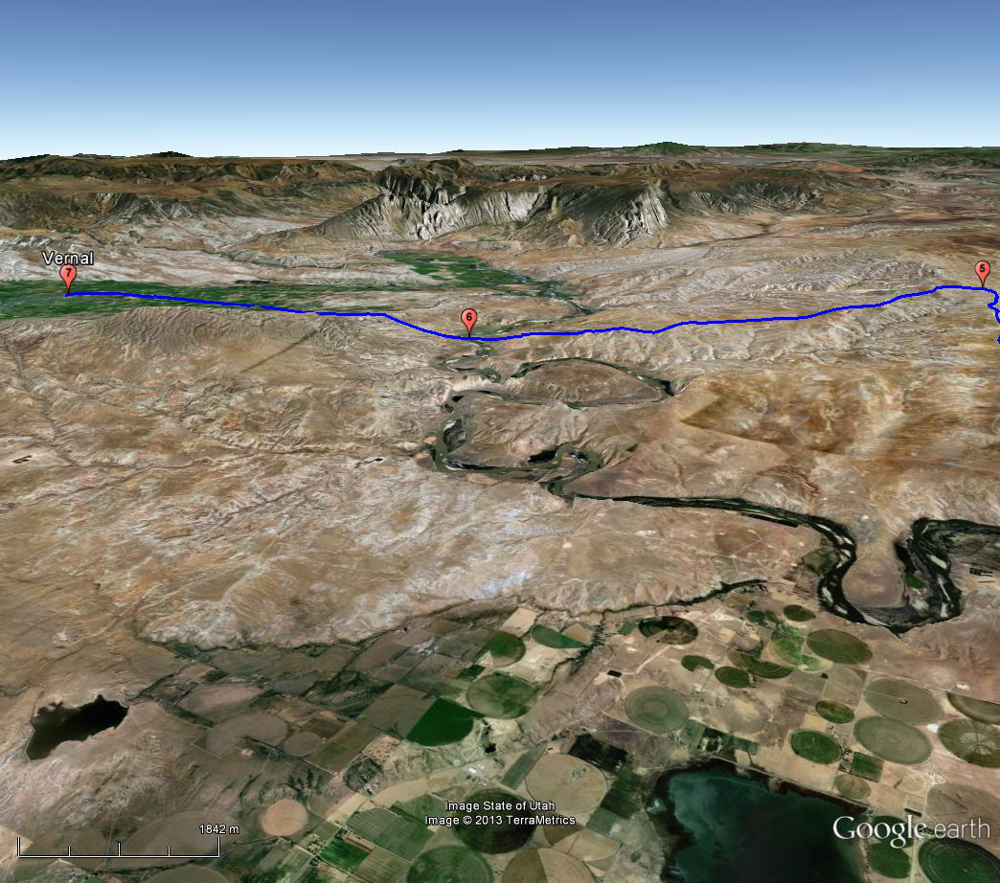 Vernal
7
5
6
1842 m
Image State of Utah
Image © 2013 TerraMetrics
Google earth